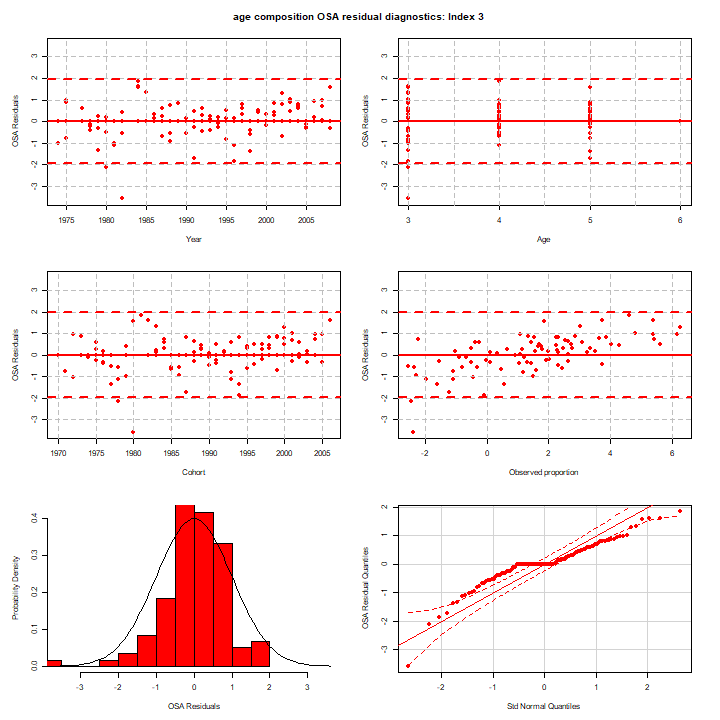 age composition OSA residual diagnostics: Index 3
OSA Residuals
3
2
1
0
-1
-2
-3
1975 1980 1985 1990 1995 2000 2005
Year
OSA Residuals
3
2
1
0
-1
-2
-3
3 4 5 6
Age
OSA Residuals
3
2
1
0
-1
-2
-3
1970 1975 1980 1985 1990 1995 2000 2005
Cohort
OSA Residuals
3
2
1
0
-1
-2
-3
-2 0 2 4 6
Observed proportion
Probability Density
0.4
0.3
0.2
0.1
0.0
-3 -2 -1 0 1 2 3
OSA Residuals
OSA Residual Quantiles
2
1
0
-1
-2
-3
-2 -1 0 1 2
Std Normal Quantiles